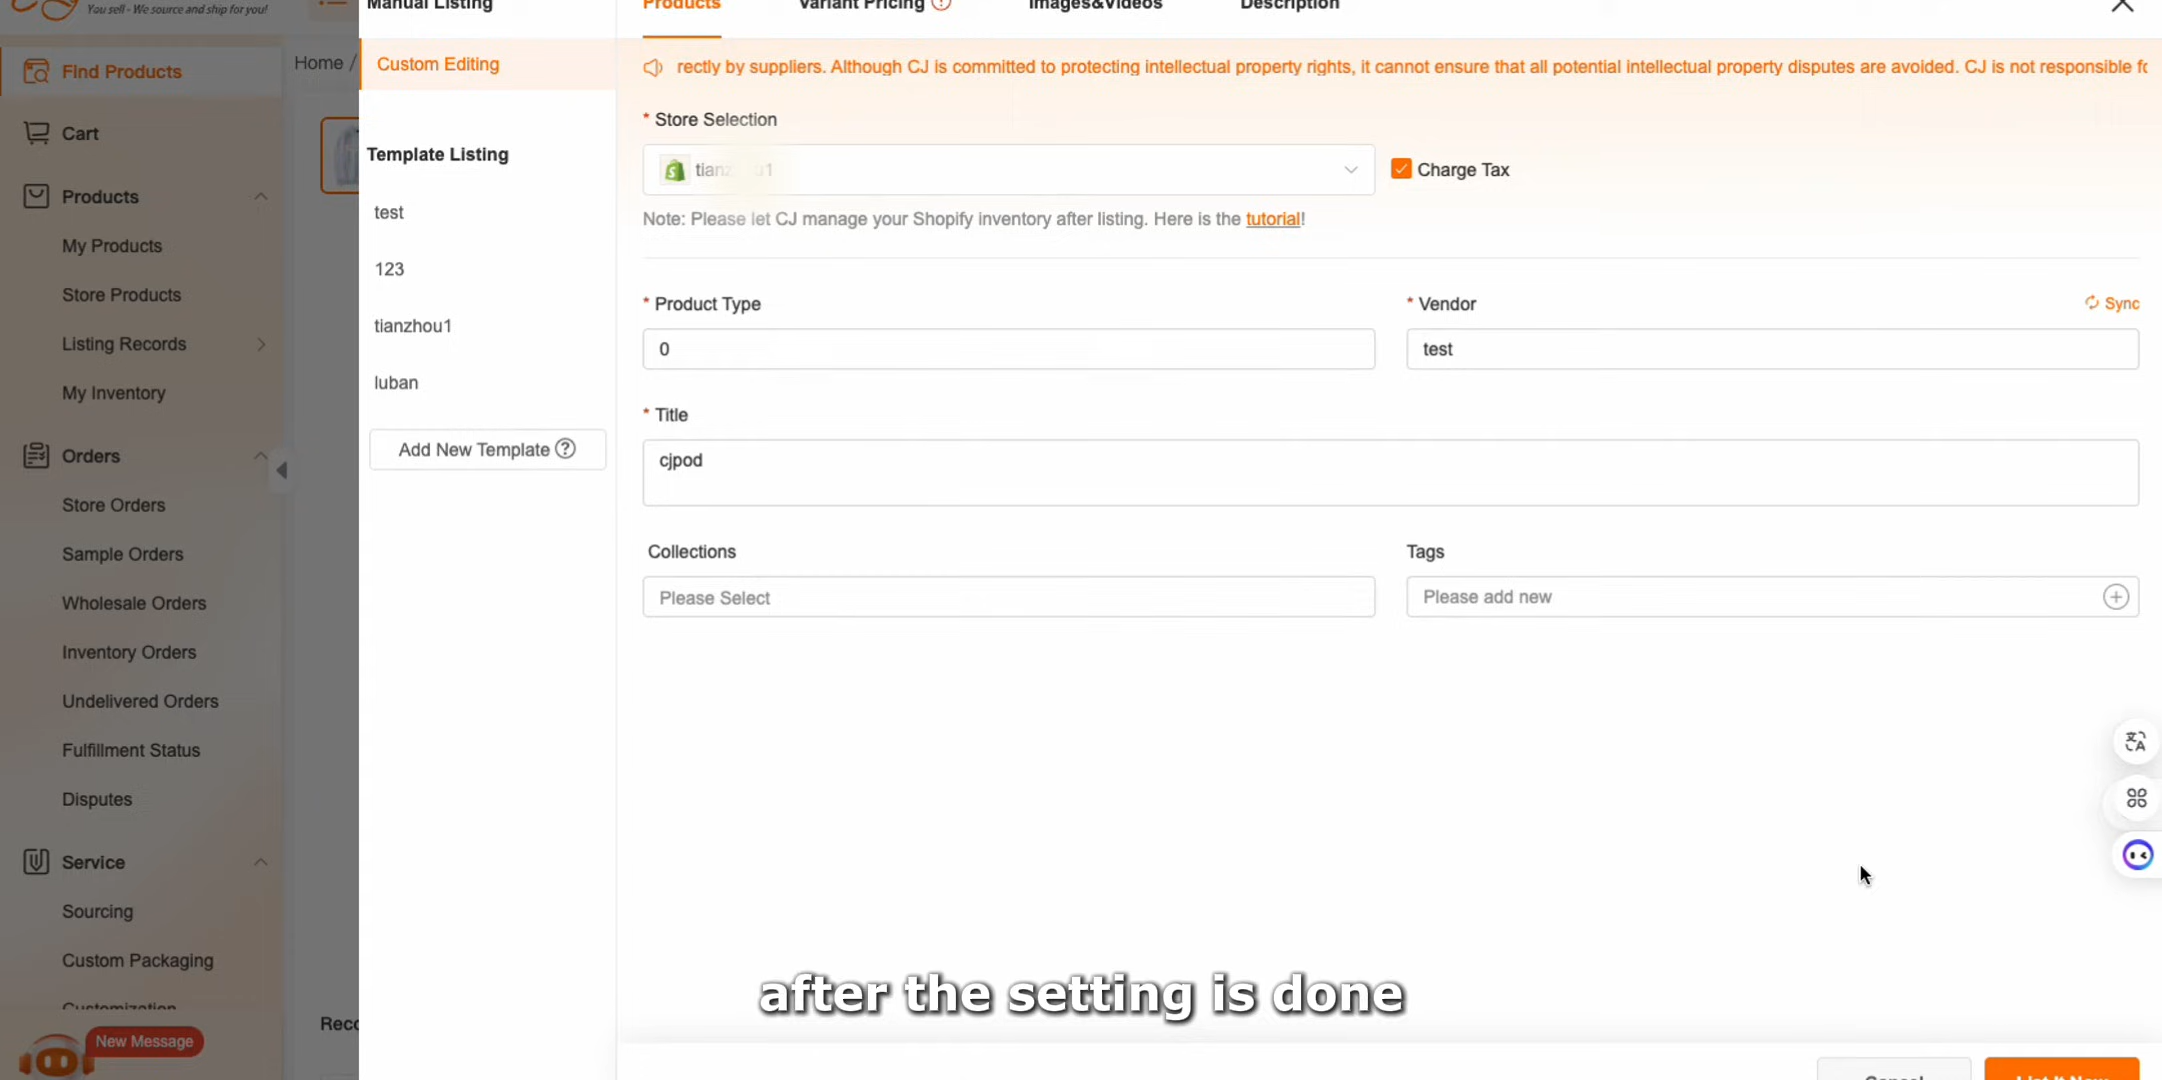 You sell - We source and ship for you!
Find Products
Cart
Products
My Products
Store Products
Listing Records
My Inventory
Orders
Store Orders
Sample Orders
Wholesale Orders
Inventory Orders
Undelivered Orders
Fulfillment Status
Disputes
Service
Sourcing
Custom Packaging
Customization
New Message
Home /
Manual Listing
Custom Editing
Template Listing
test
123
tianzhou1
luban
Add New Template
Products
Variant Pricing
Images&Videos
Description
rectly by suppliers. Although CJ is committed to protecting intellectual property rights, it cannot ensure that all potential intellectual property disputes are avoided. CJ is not responsible fo
* Store Selection
Charge Tax
Note: Please let CJ manage your Shopify inventory after listing. Here is the tutorial!
* Product Type
0
* Vendor
Sync
test
* Title
cjpod
Collections
Please Select
Tags
Please add new
after the setting is done
Cancel
List It Now